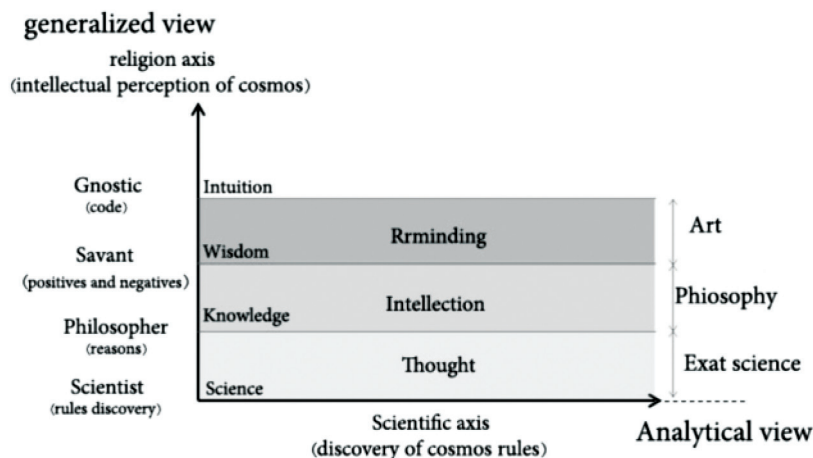 generalized view
religion axis
(intellectual perception of cosmos)
Gnostic
(code)
Intuition
Rrminding
Art
Savant
(positives and negatives)
Wisdom
Intellection
Phiosophy
Philosopher
(reasons)
Knowledge
Thought
Exat science
Scientist
(rules discovery)
Science
Scientific axis
(discovery of cosmos rules)
Analytical view